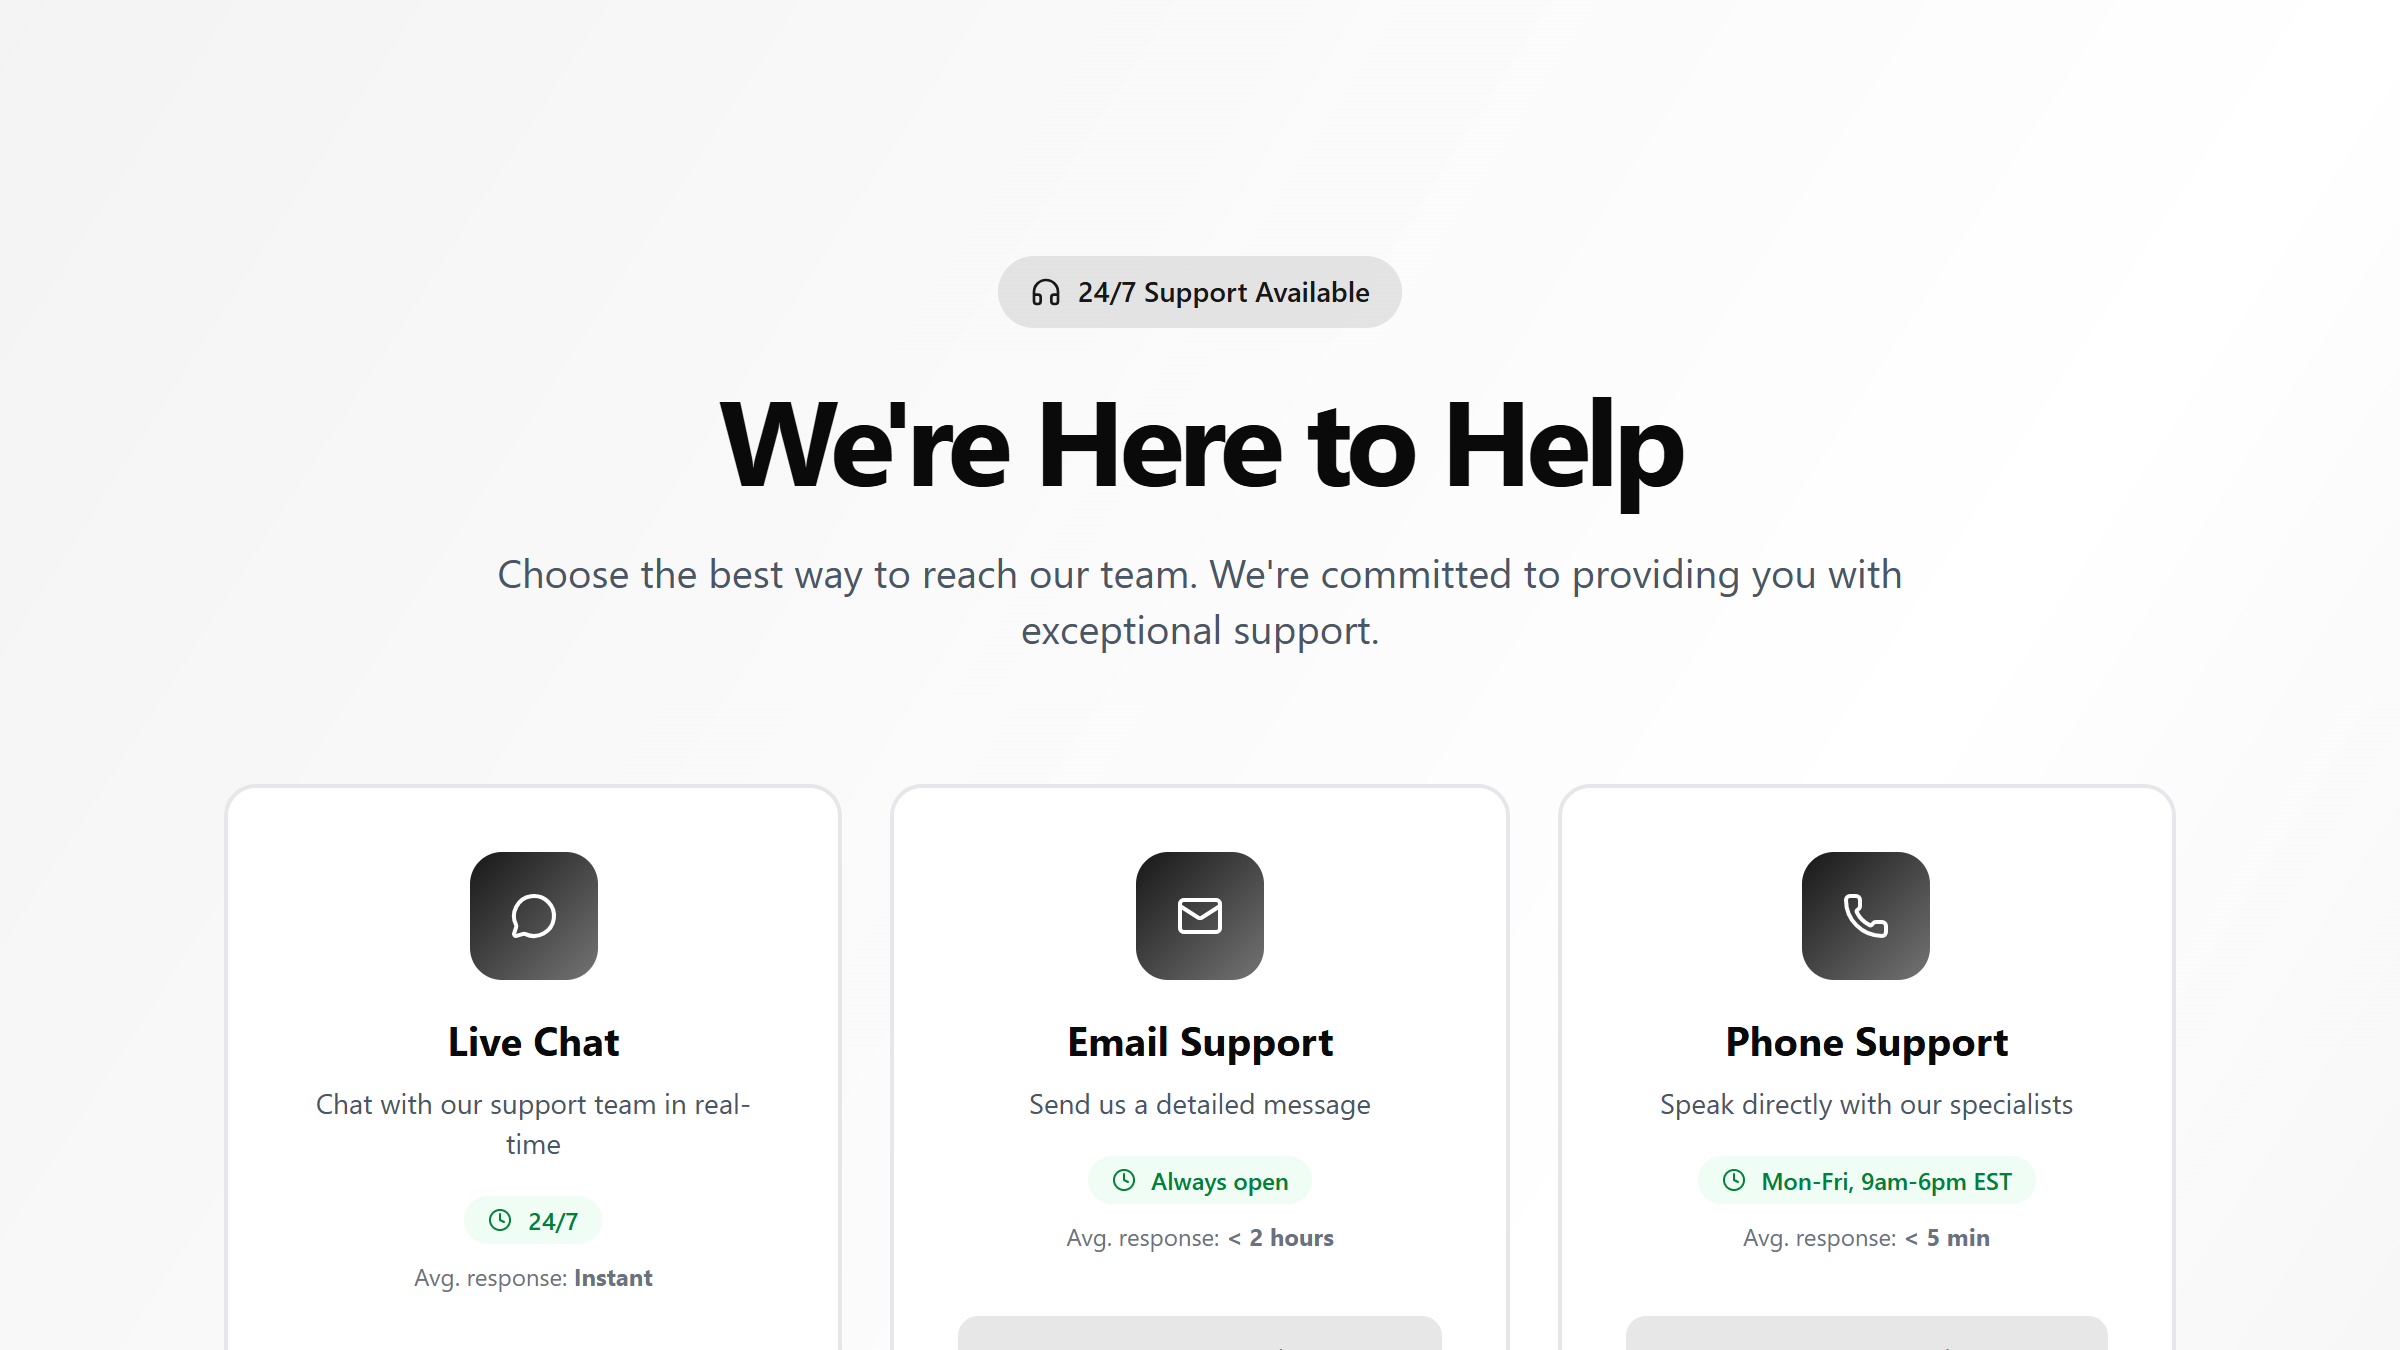 24/7 Support Available
We're Here to Help
Choose the best way to reach our team. We're committed to providing you with
exceptional support.
Live Chat
Chat with our support team in real-
time
24/7
Avg. response: Instant
Email Support
Send us a detailed message
Always open
Avg. response: < 2 hours
Phone Support
Speak directly with our specialists
Mon-Fri, 9am-6pm EST
Avg. response: < 5 min